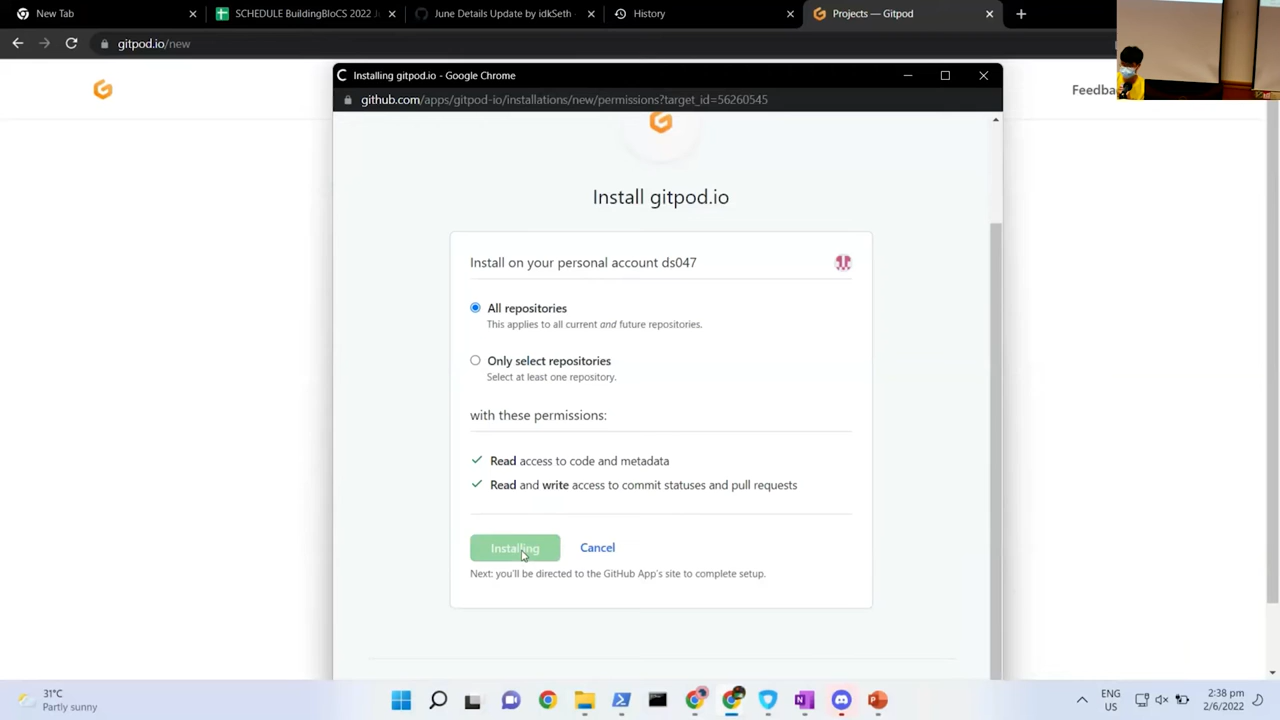 New Tab
SCHEDULE BuildingBloCS 2022 J
June Details Update by idkSeth
History
Projects — Gitpod
gitpod.io/new
Feedba
Installing gitpod.io - Google Chrome
github.com/apps/gitpod-io/installations/new/permissions?target_id=56260545
Install gitpod.io
Install on your personal account ds047
All repositories
This applies to all current and future repositories.
Only select repositories
Select at least one repository.
with these permissions:
Read access to code and metadata
Read and write access to commit statuses and pull requests
Installing
Cancel
Next: you'll be directed to the GitHub App's site to complete setup.
31°C
Partly sunny
ENG
US
2:38 pm
2/6/2022